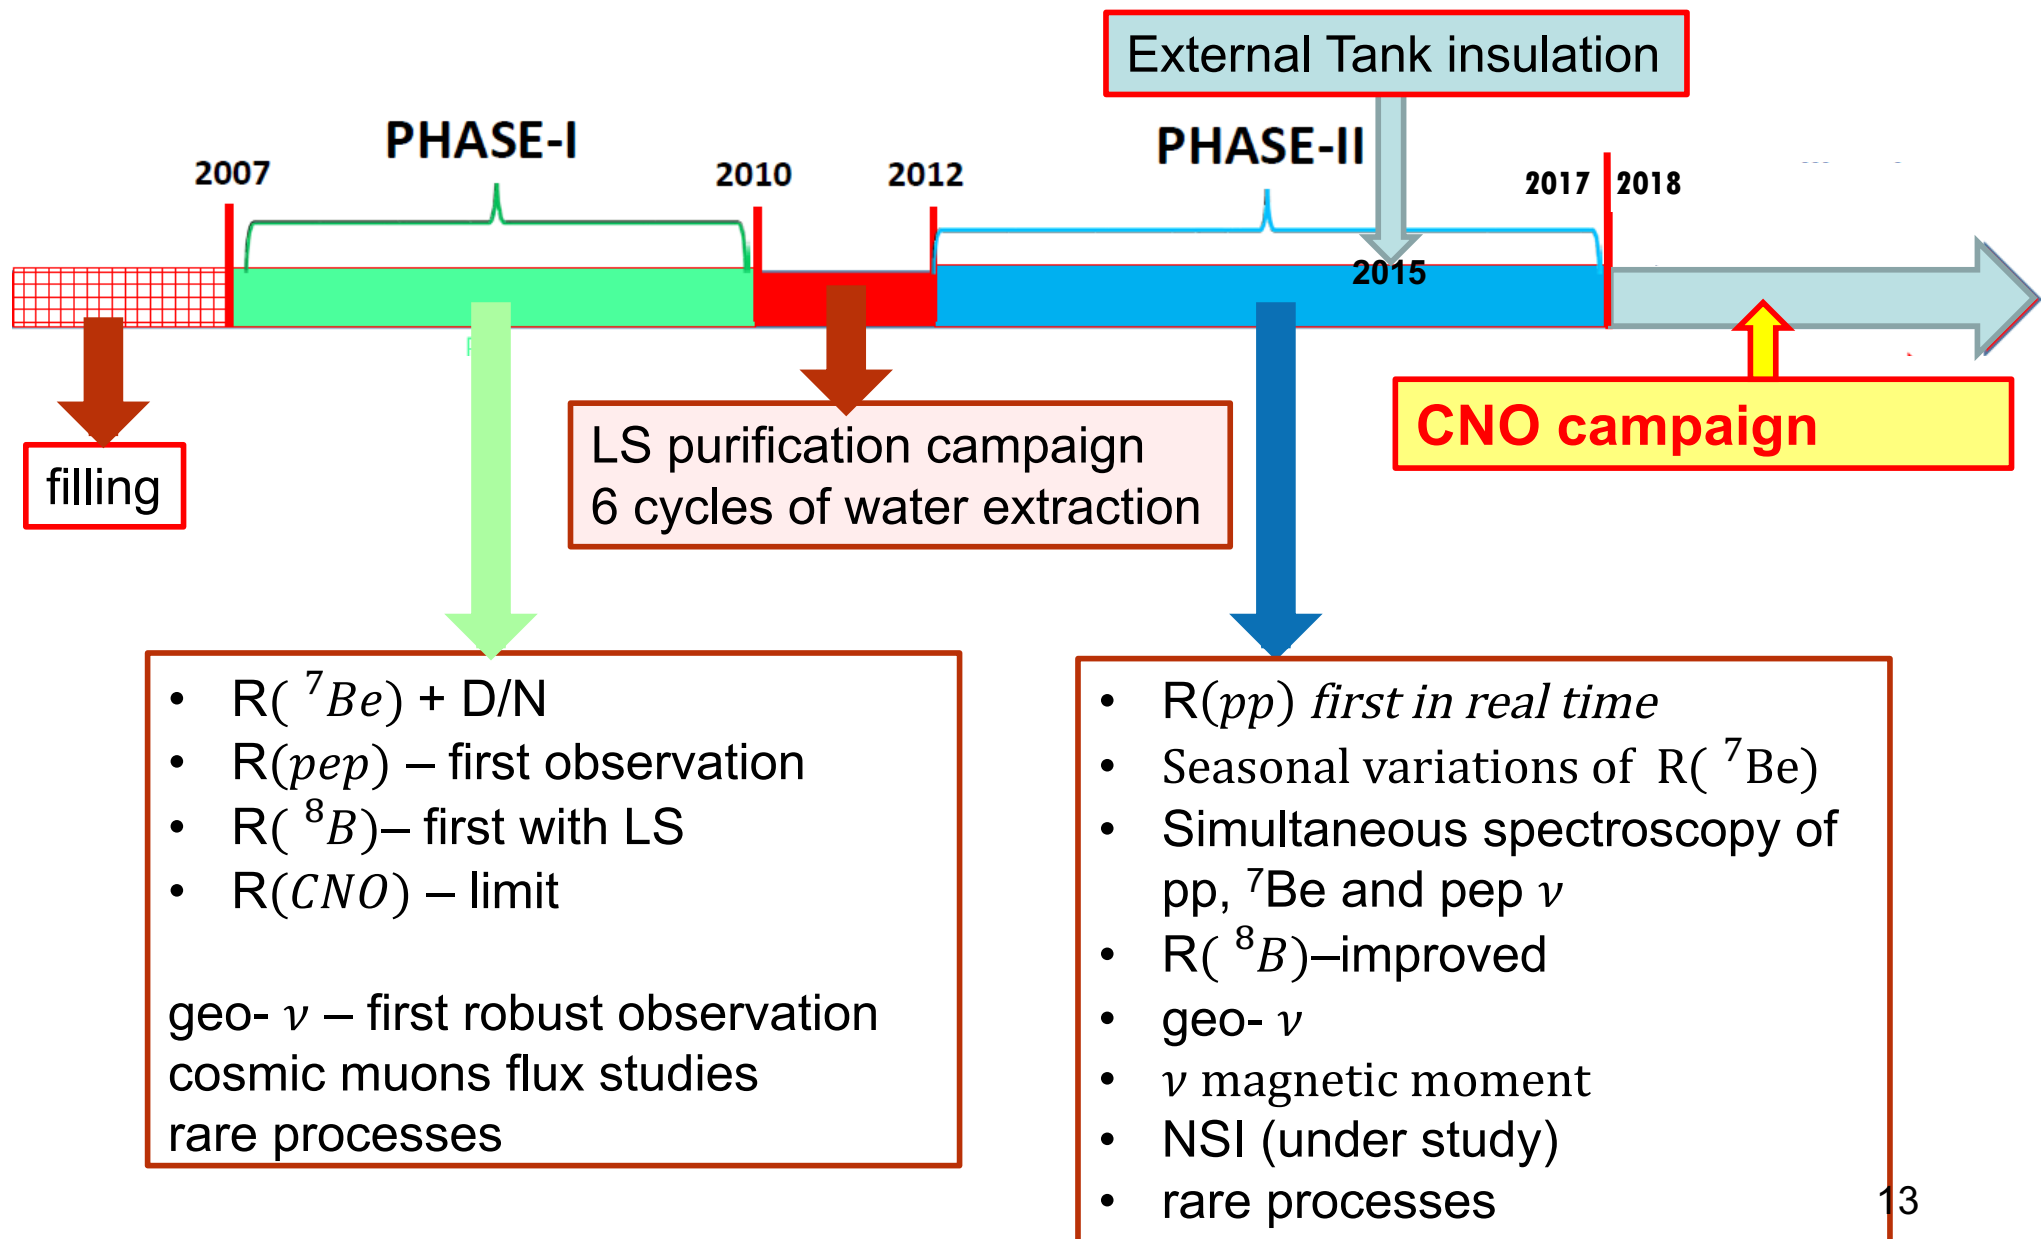 External Tank insulation
PHASE-I
PHASE-II
2007
2010
2012
2017
2018
2015
filling
LS purification campaign
6 cycles of water extraction
CNO campaign
• R( ⁷Be) + D/N
• R(pep) – first observation
• R( ⁸B)– first with LS
• R(CNO) – limit
geo- ν – first robust observation
cosmic muons flux studies
rare processes
• R(pp) first in real time
• Seasonal variations of R( ⁷Be)
• Simultaneous spectroscopy of
pp, ⁷Be and pep ν
• R( ⁸B)–improved
• geo- ν
• ν magnetic moment
• NSI (under study)
• rare processes
13